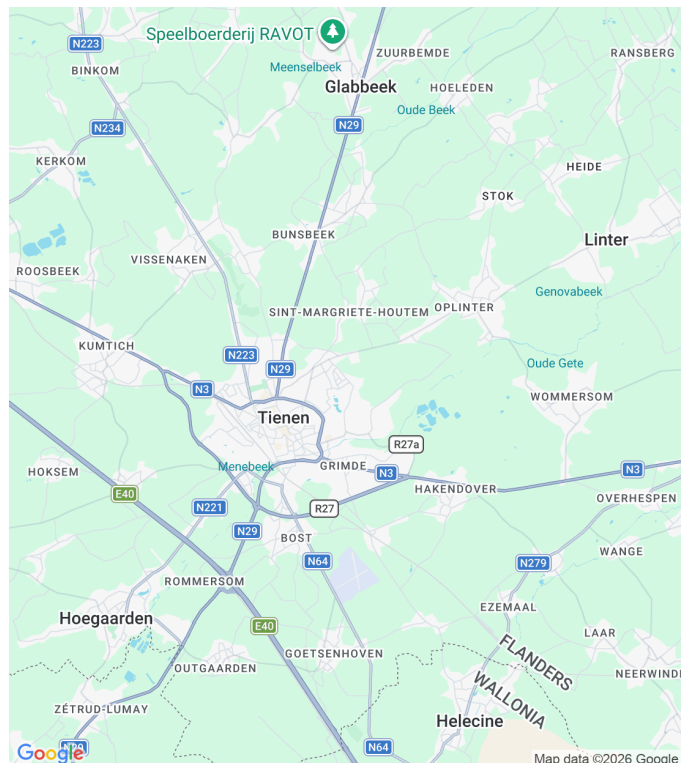 Speelboerderij RAVOT
N223
ZUURBEMDE
RANSBERG
BINKOM
Meenselbeek
Glabbeek
HOELEDEN
Oude Beek
N234
N29
KERKOM
HEIDE
STOK
BUNSBEEK
Linter
VISSENAKEN
ROOSBEEK
Genovabeek
OPLINTER
SINT-MARGRIETE-HOUTEM
KUMTICH
N223
N29
Oude Gete
N3
WOMMERSOM
Tienen
R27a
Menebeek
GRIMDE
N3
N3
HOKSEM
HAKENDOVER
E40
OVERHESPEN
N221
R27
N29
BOST
WANGE
N64
N279
ROMMERSOM
EZEMAAL
Hoegaarden
E40
LAAR
FLANDERS
GOETSENHOVEN
OUTGAARDEN
NEERWIND
WALLONIA
ZÉTRUD-LUMAY
Helecine
N29
N64
Google
Map data ©2026 Google